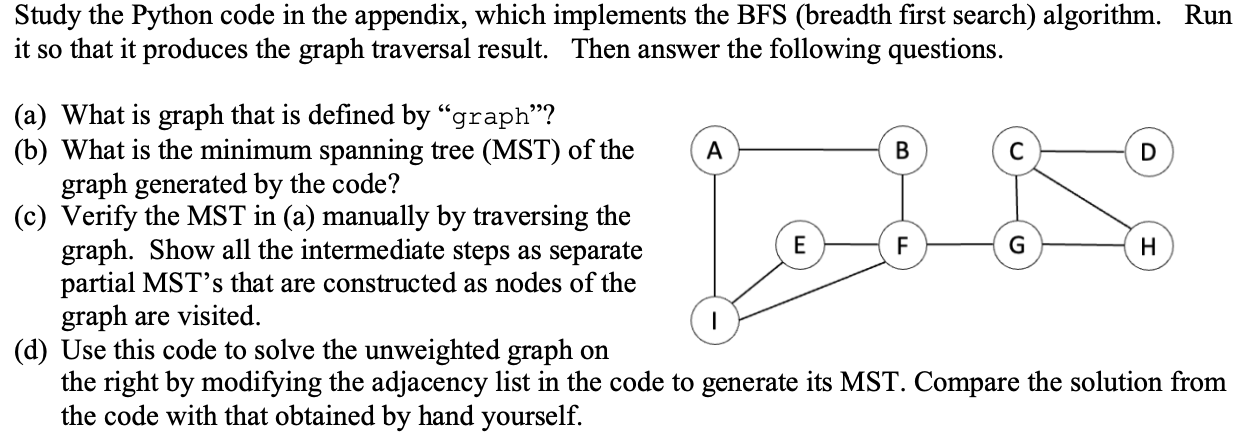 Study the Python code in the appendix, which implements the BFS (breadth first search) algorithm. Run
it so that it produces the graph traversal result. Then answer the following questions.
(a) What is graph that is defined by “graph”?
(b) What is the minimum spanning tree (MST) of the
graph generated by the code?
(c) Verify the MST in (a) manually by traversing the
graph. Show all the intermediate steps as separate
partial MST’s that are constructed as nodes of the
graph are visited.
(d) Use this code to solve the unweighted graph on
the right by modifying the adjacency list in the code to generate its MST. Compare the solution from
the code with that obtained by hand yourself.
A B C D
E F G H
I